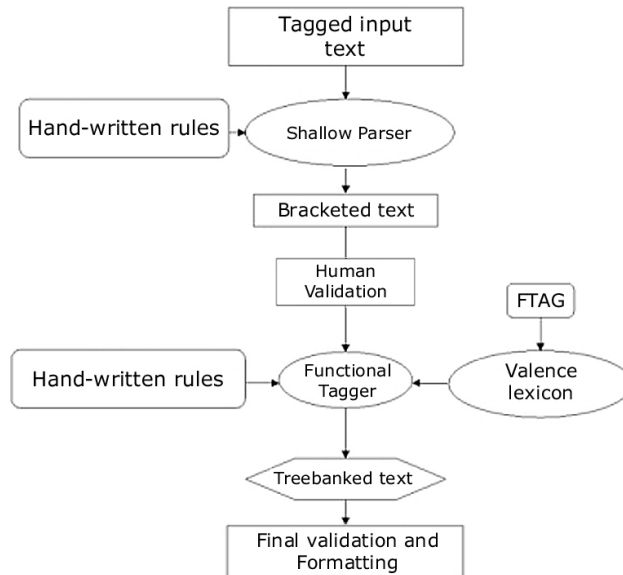 Tagged input
text
Hand-written rules
Shallow Parser
Bracketed text
Human
Validation
FTAG
Hand-written rules
Functional
Tagger
Valence
lexicon
Treebanked text
Final validation and
Formatting